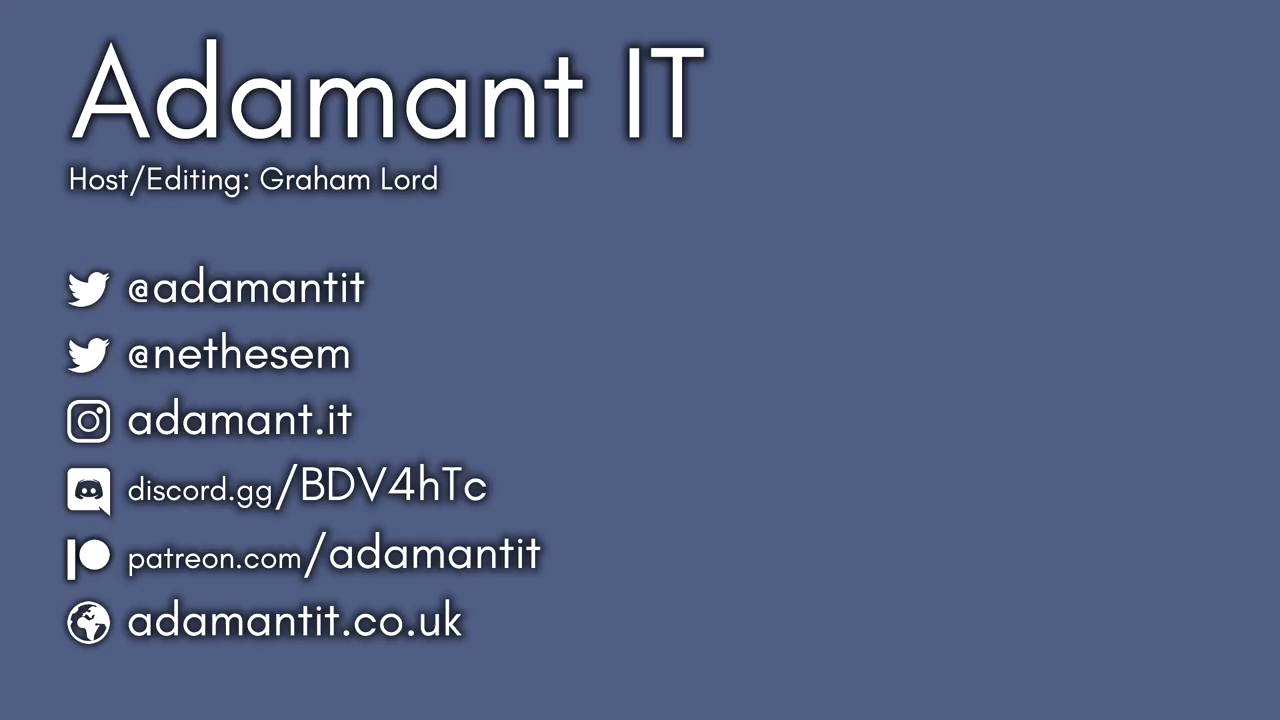 Adamant IT
Host/Editing: Graham Lord
@adamantit
@nethesem
adamant.it
discord.gg/BDV4hTc
patreon.com/adamantit
adamantit.co.uk